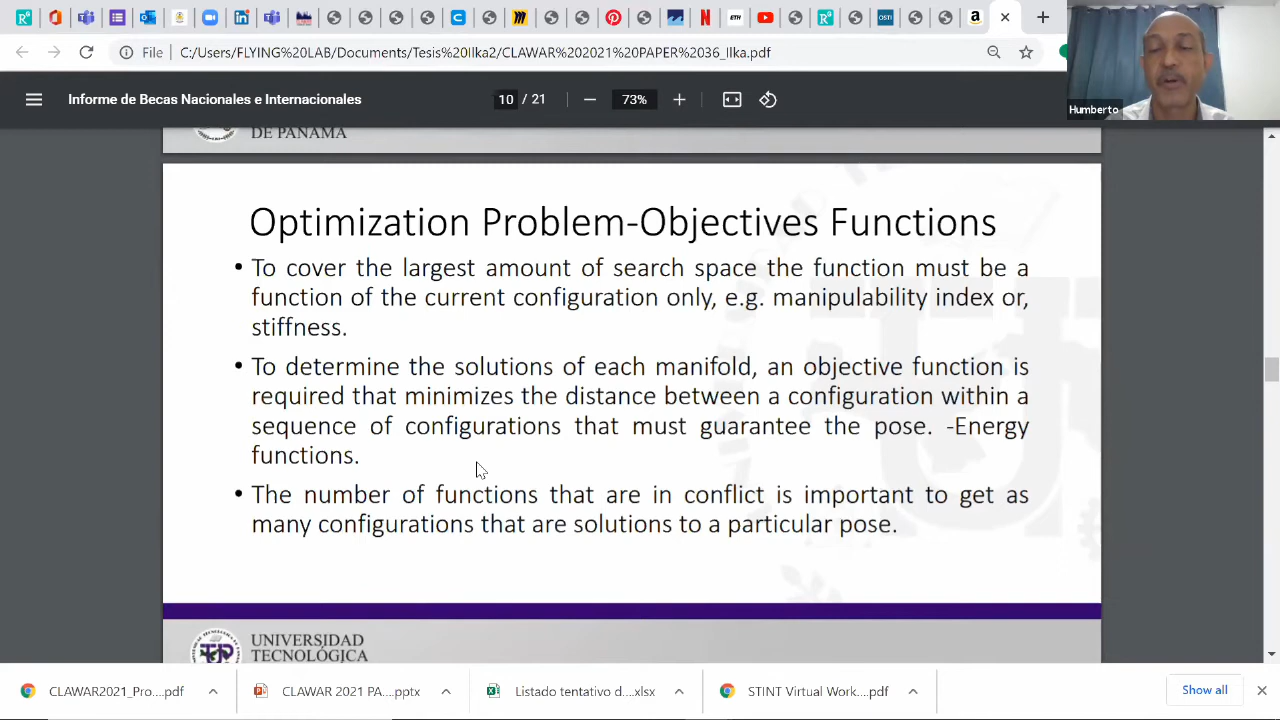 File C:/Users/FLYING%20LAB/Documents/Tesis%20Ilka2/CLAWAR%202021%20PAPER%2036_Ilka.pdf
Humberto
Informe de Becas Nacionales e Internacionales
10 / 21
73%
DE PANAMÁ
Optimization Problem-Objectives Functions
• To cover the largest amount of search space the function must be a
function of the current configuration only, e.g. manipulability index or,
stiffness.
• To determine the solutions of each manifold, an objective function is
required that minimizes the distance between a configuration within a
sequence of configurations that must guarantee the pose. -Energy
functions.
• The number of functions that are in conflict is important to get as
many configurations that are solutions to a particular pose.
UNIVERSIDAD
TECNOLÓGICA
CLAWAR2021_Pro....pdf
CLAWAR 2021 PA....pptx
Listado tentativo d....xlsx
STINT Virtual Work....pdf
Show all